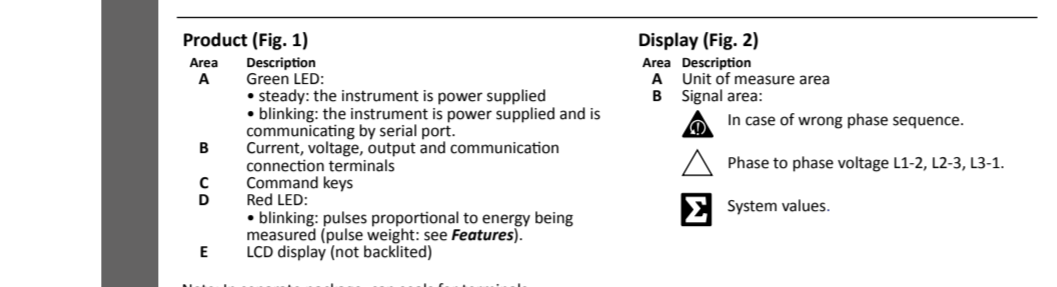 Product (Fig. 1)
Area Description
A Green LED:
• steady: the instrument is power supplied
• blinking: the instrument is power supplied and is
communicating by serial port.
B Current, voltage, output and communication
connection terminals
C Command keys
D Red LED:
• blinking: pulses proportional to energy being
measured (pulse weight: see Features).
E LCD display (not backlited)
Display (Fig. 2)
Area Description
A Unit of measure area
B Signal area:
In case of wrong phase sequence.
Phase to phase voltage L1-2, L2-3, L3-1.
Σ System values.